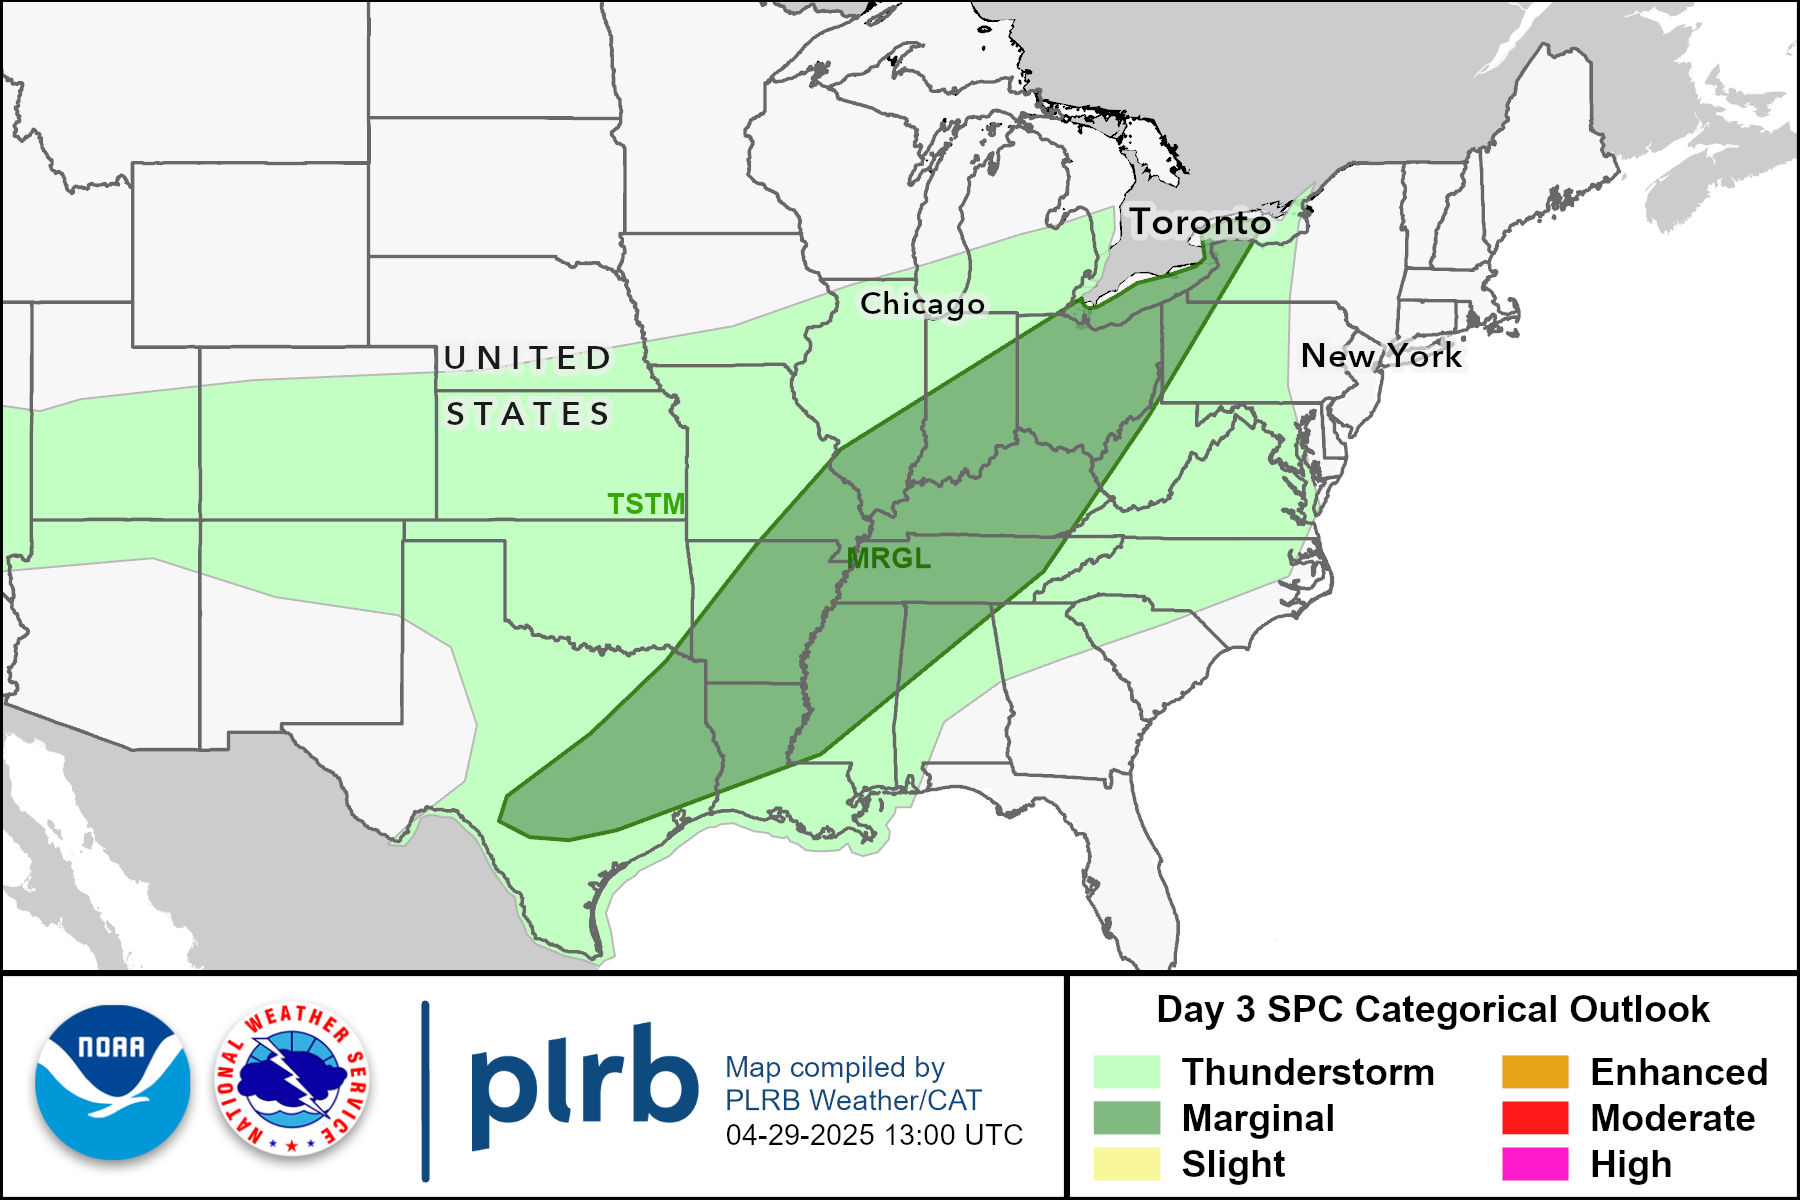 Toronto
Chicago
UNITED
New York
STATES
TSTM
MRGL
NOAA
NATIONAL WEATHER SERVICE
plrb
Map compiled by
PLRB Weather/CAT
04-29-2025 13:00 UTC
Day 3 SPC Categorical Outlook
Thunderstorm
Enhanced
Marginal
Moderate
Slight
High